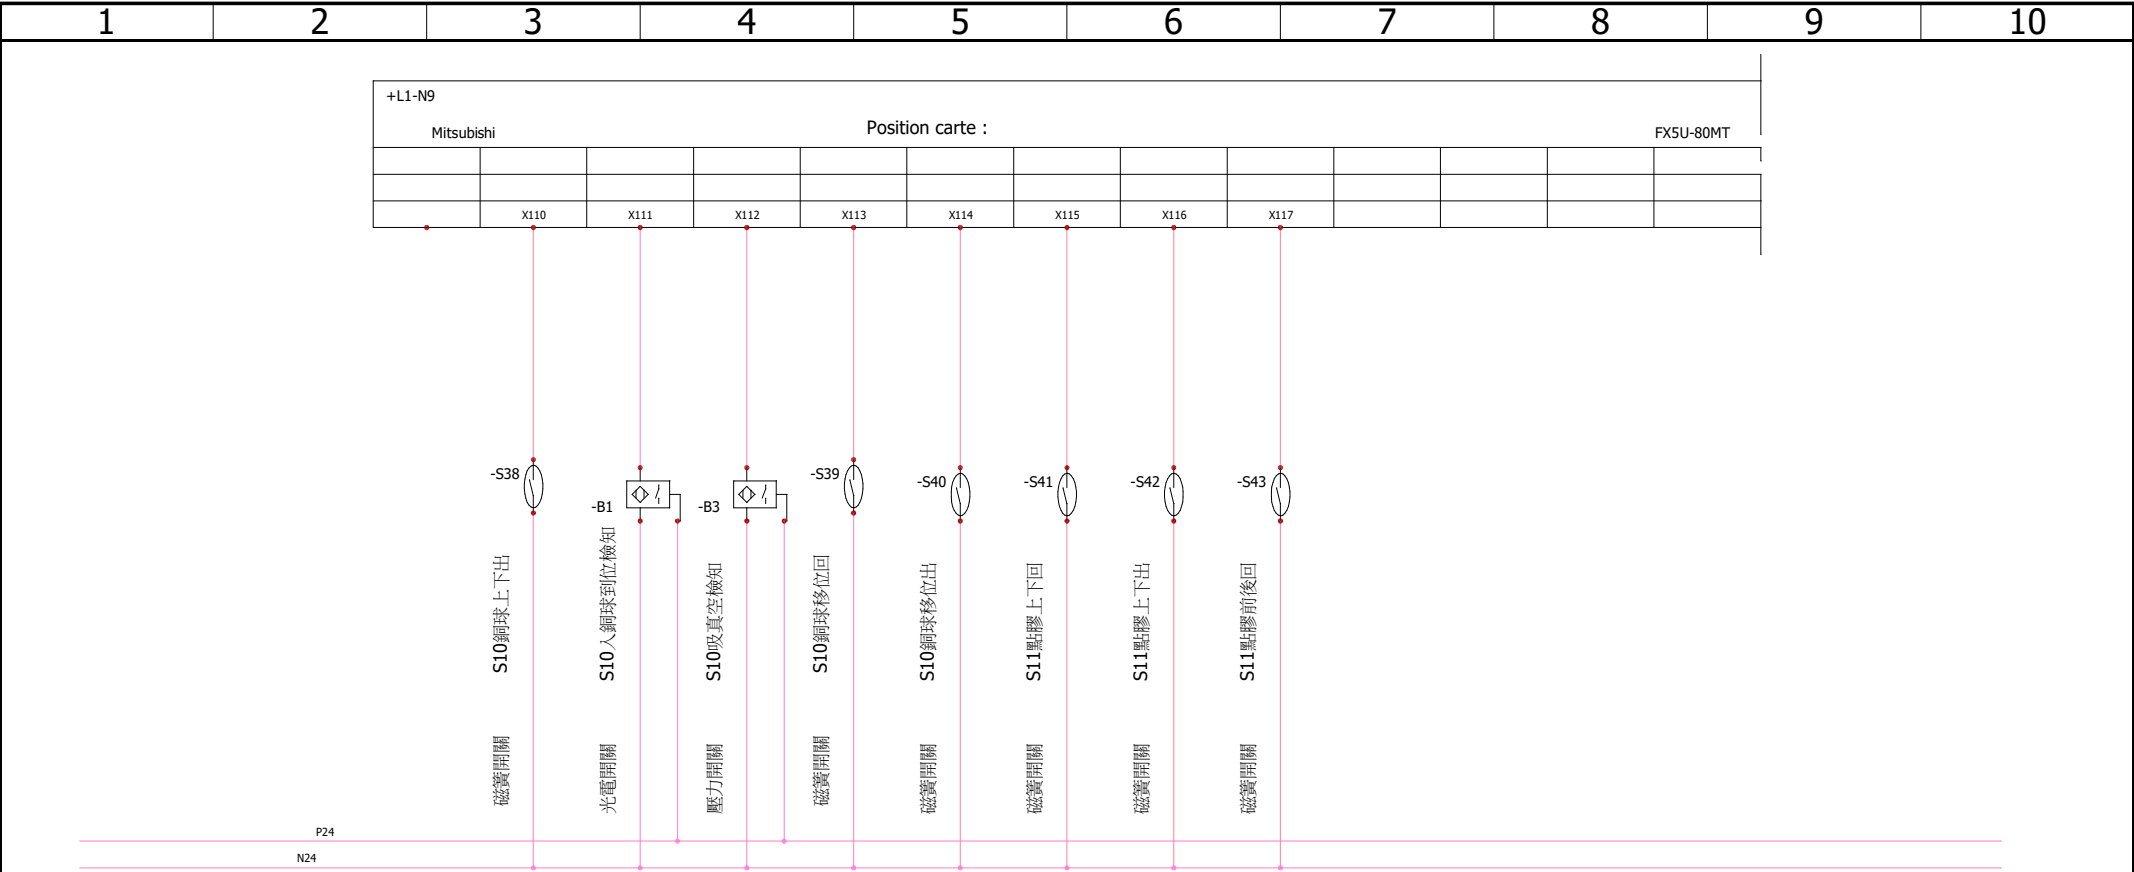 1 2 3 4 5 6 7 8 9 10
+L1-N9
Mitsubishi Position carte : FX5U-80MT
X110 X111 X112 X113 X114 X115 X116 X117
-S38
-B1
-B3
-S39
-S40
-S41
-S42
-S43
S10銅球上下出
S10入銅球到位檢知
S10吸真空檢知
S10銅球移位回
S10銅球移位出
S11點膠上下回
S11點膠上下出
S11點膠前後回
磁簧開關
光電開關
壓力開關
磁簧開關
磁簧開關
磁簧開關
磁簧開關
磁簧開關
P24
N24